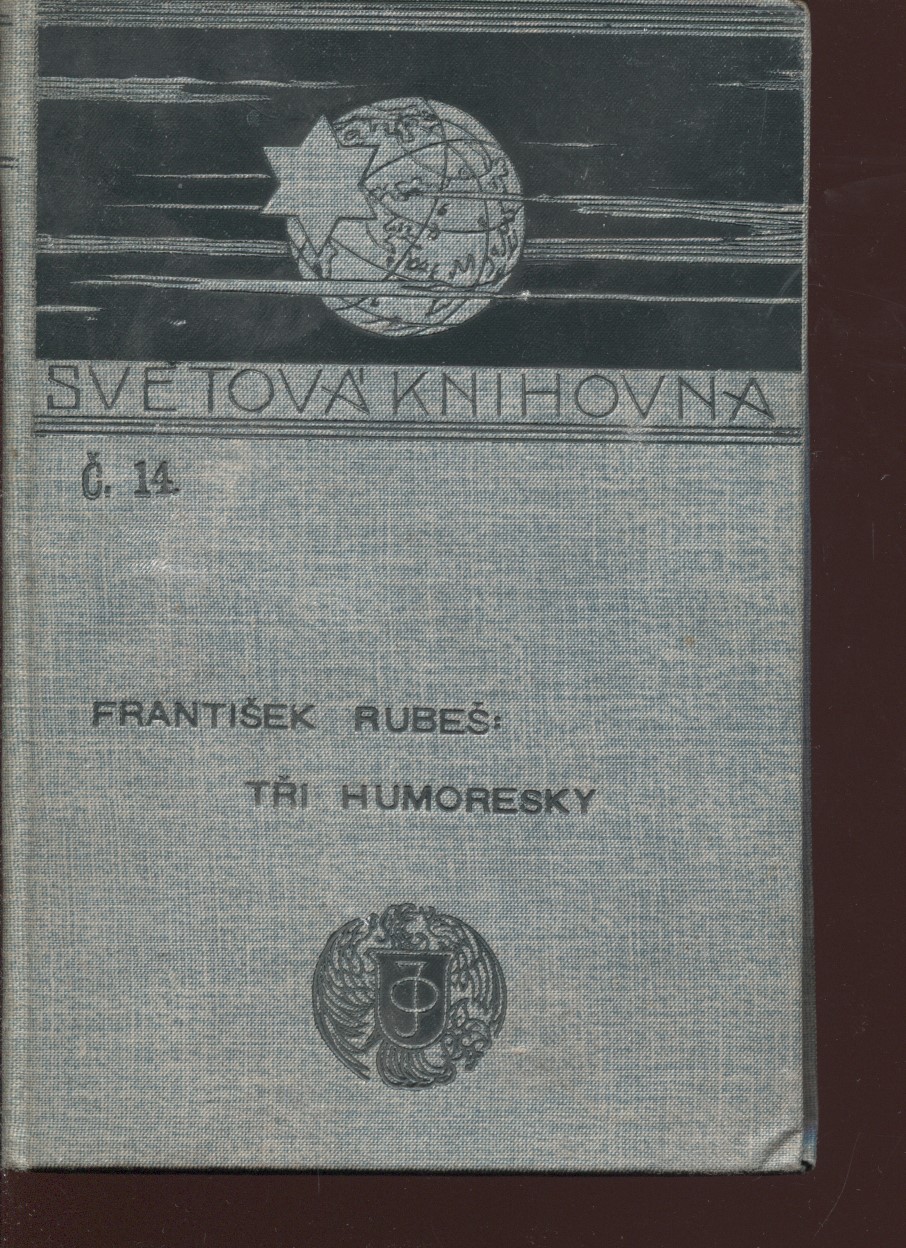 SVĚTOVÁ KNIHOVNA
Č. 14.
FRANTIŠEK RUBEŠ:
TŘI HUMORESKY